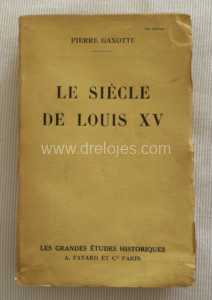 PIERRE GAXOTTE
LE SIÈCLE
DE LOUIS XV
www.drelojes.com
LES GRANDES ÉTUDES HISTORIQUES
A. FAYARD ET Cie PARIS